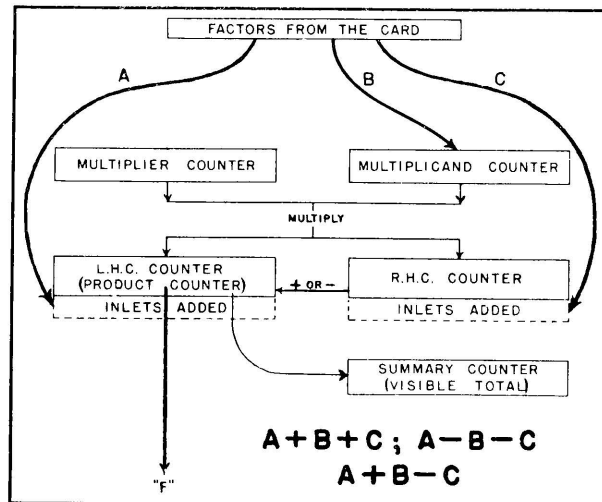 FACTORS FROM THE CARD
A
B
C
MULTIPLIER COUNTER
MULTIPLICAND COUNTER
MULTIPLY
L.H.C. COUNTER
(PRODUCT COUNTER)
+ OR -
R.H.C. COUNTER
INLETS ADDED
INLETS ADDED
SUMMARY COUNTER
(VISIBLE TOTAL)
A+B+C; A-B-C
A+B-C
"F"